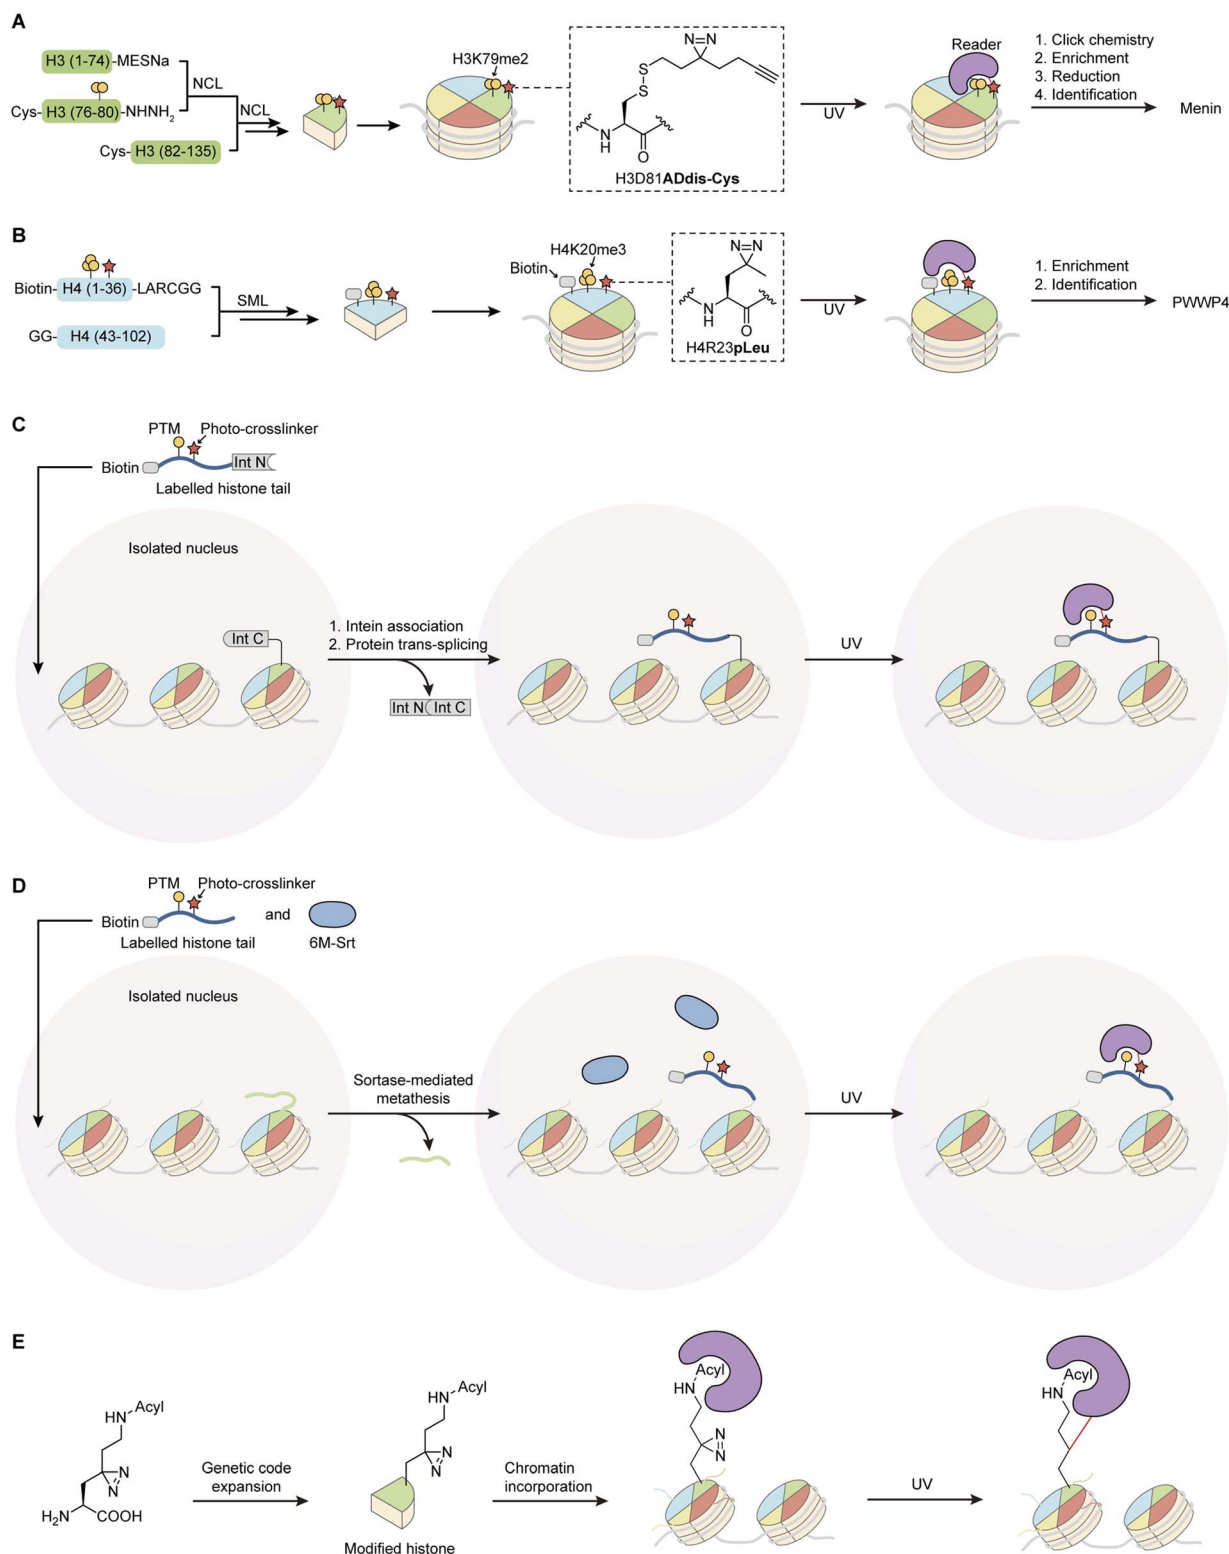 A
H3 (1-74)-MESNa
NCL
Cys-H3 (76-80)-NHNH2
NCL
Cys-H3 (82-135)
H3K79me2
N=N
S
S
N
H
O
H3D81ADdis-Cys
UV
Reader
1. Click chemistry
2. Enrichment
3. Reduction
4. Identification
Menin
B
Biotin-H4 (1-36)-LARCGG
SML
GG-H4 (43-102)
H4K20me3
Biotin
N=N
N
H
O
H4R23pLeu
UV
1. Enrichment
2. Identification
PWWP4
C
PTM
Photo-crosslinker
Biotin
Int N
Labelled histone tail
Isolated nucleus
Int C
1. Intein association
2. Protein trans-splicing
Int N Int C
UV
D
PTM
Photo-crosslinker
Biotin
and
Labelled histone tail
6M-Srt
Isolated nucleus
Sortase-mediated
metathesis
UV
E
HN-Acyl
N
N
H2N
COOH
Genetic code
expansion
HN-Acyl
N
N
Modified histone
Chromatin
incorporation
Acyl
HN
N
N
UV
Acyl
HN